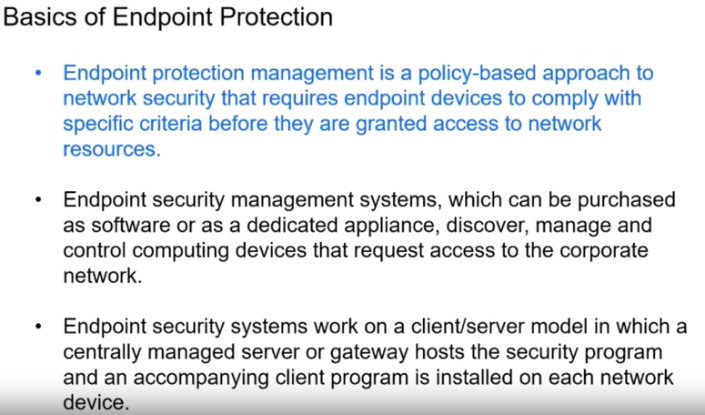 Basics of Endpoint Protection
• Endpoint protection management is a policy-based approach to
network security that requires endpoint devices to comply with
specific criteria before they are granted access to network
resources.
• Endpoint security management systems, which can be purchased
as software or as a dedicated appliance, discover, manage and
control computing devices that request access to the corporate
network.
• Endpoint security systems work on a client/server model in which a
centrally managed server or gateway hosts the security program
and an accompanying client program is installed on each network
device.